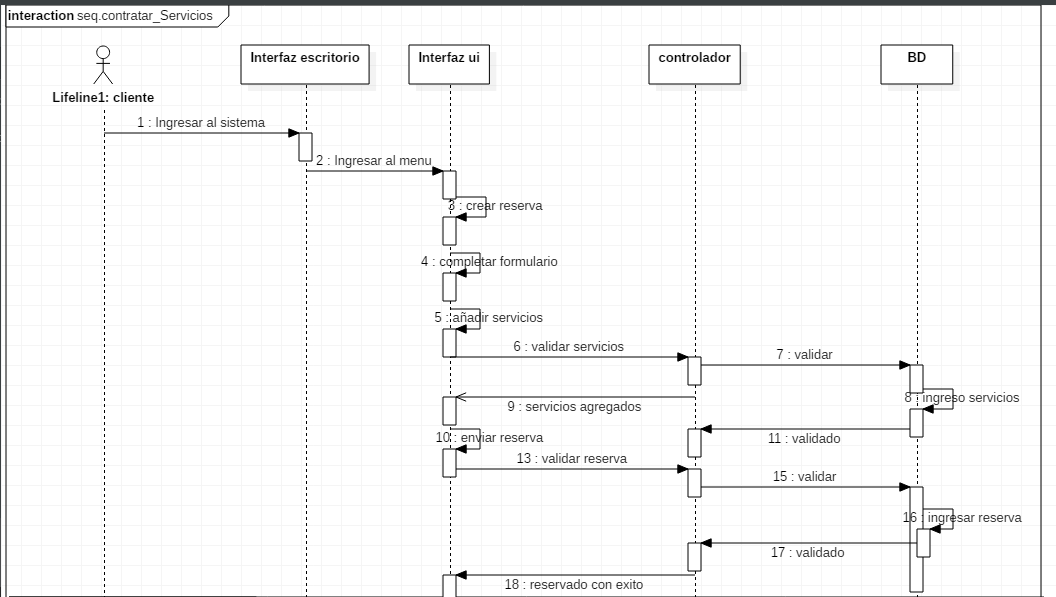 interaction seq.contratar_Servicios
Interfaz escritorio
Interfaz ui
controlador
BD
Lifeline1: cliente
1 : Ingresar al sistema
2 : Ingresar al menu
3 : crear reserva
4 : completar formulario
5 : añadir servicios
6 : validar servicios
7 : validar
8 : ingreso servicios
9 : servicios agregados
11 : validado
10 : enviar reserva
13 : validar reserva
15 : validar
16 : ingresar reserva
17 : validado
18 : reservado con exito